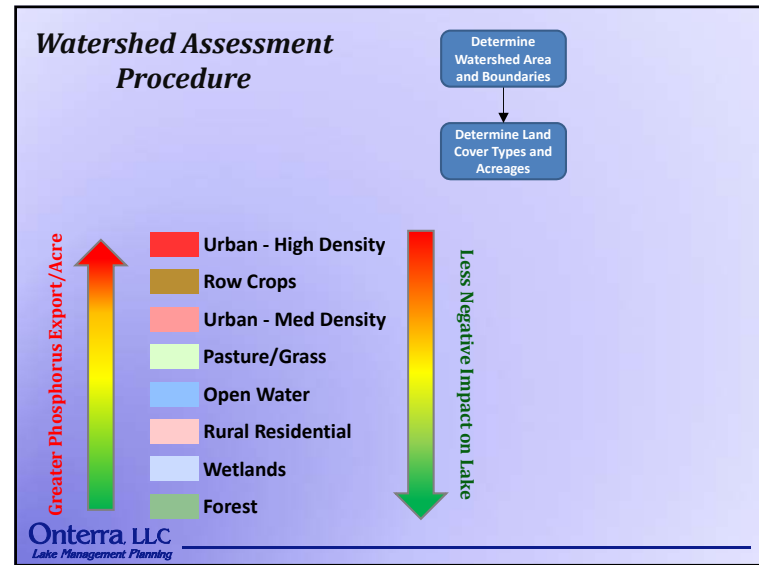 Watershed Assessment
Procedure
Determine
Watershed Area
and Boundaries
Determine Land
Cover Types and
Acreages
Greater Phosphorus Export/Acre
Urban - High Density
Row Crops
Urban - Med Density
Pasture/Grass
Open Water
Rural Residential
Wetlands
Forest
Less Negative Impact on Lake
Onterra, LLC
Lake Management Planning